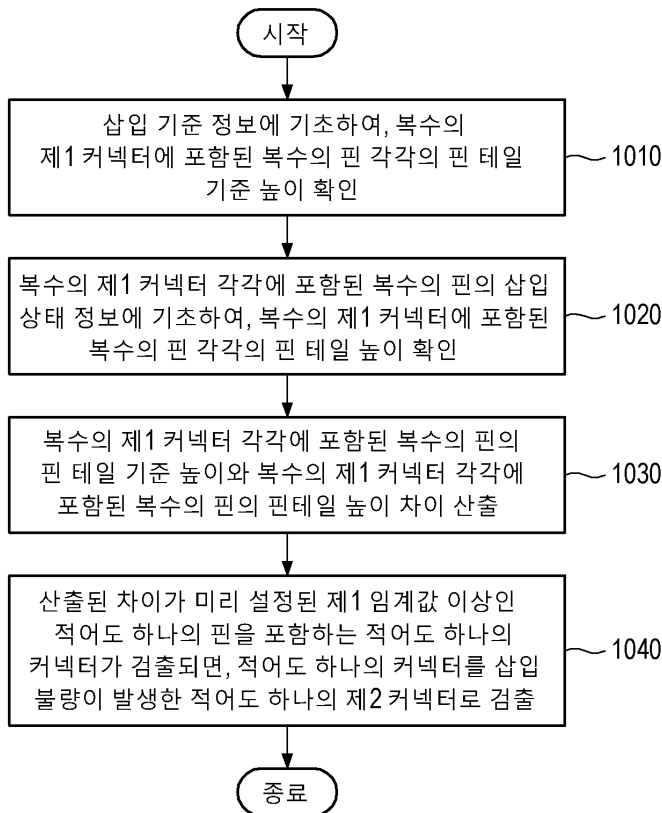 시작
삽입 기준 정보에 기초하여, 복수의
제1 커넥터에 포함된 복수의 핀 각각의 핀 테일
기준 높이 확인
1010
복수의 제1 커넥터 각각에 포함된 복수의 핀의 삽입
상태 정보에 기초하여, 복수의 제1 커넥터에 포함된
복수의 핀 각각의 핀 테일 높이 확인
1020
복수의 제1 커넥터 각각에 포함된 복수의 핀의
핀 테일 기준 높이와 복수의 제1 커넥터 각각에
포함된 복수의 핀의 핀테일 높이 차이 산출
1030
산출된 차이가 미리 설정된 제1 임계값 이상인
적어도 하나의 핀을 포함하는 적어도 하나의
커넥터가 검출되면, 적어도 하나의 커넥터를 삽입
불량이 발생한 적어도 하나의 제2 커넥터로 검출
1040
종료